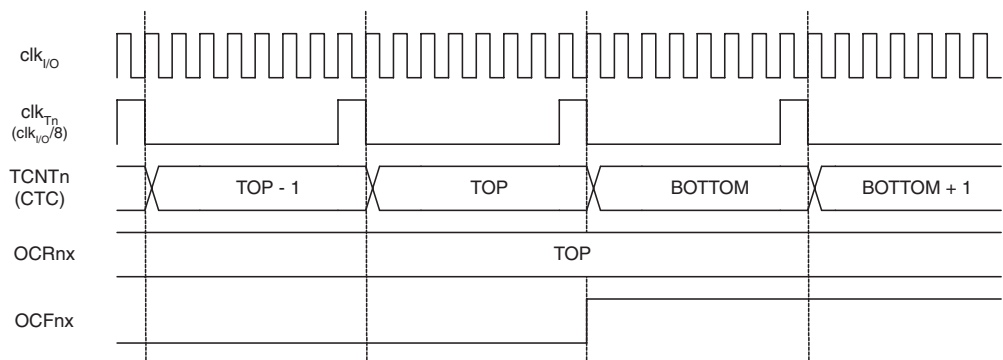 clkI/O
clkTn
(clkI/O/8)
TCNTn
(CTC)
TOP - 1
TOP
BOTTOM
BOTTOM + 1
OCRnx
TOP
OCFnx